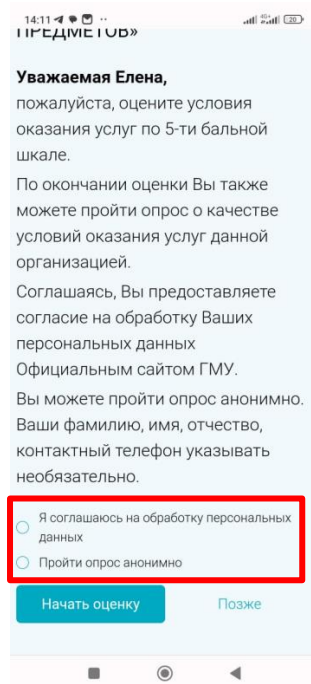 14:11
4G+
20
ПРЕДМЕТОВ»
Уважаемая Елена,
пожалуйста, оцените условия
оказания услуг по 5-ти бальной
шкале.
По окончании оценки Вы также
можете пройти опрос о качестве
условий оказания услуг данной
организацией.
Соглашаясь, Вы предоставляете
согласие на обработку Ваших
персональных данных
Официальным сайтом ГМУ.
Вы можете пройти опрос анонимно.
Ваши фамилию, имя, отчество,
контактный телефон указывать
необязательно.
Я соглашаюсь на обработку персональных
данных
Пройти опрос анонимно
Начать оценку
Позже